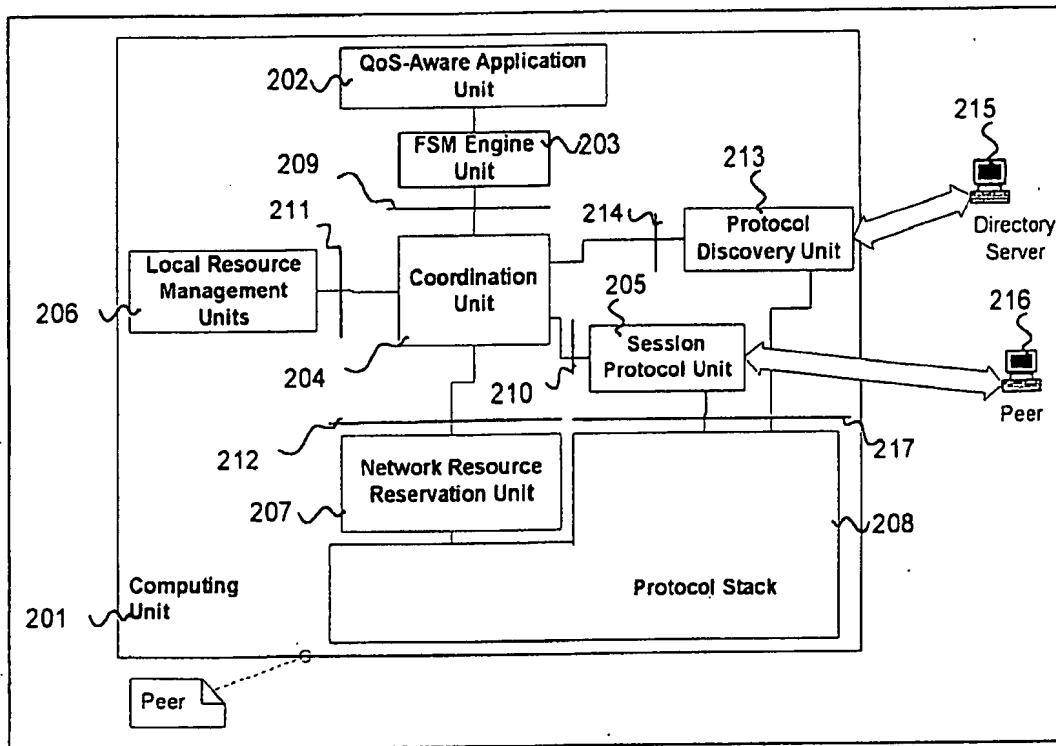 QoS-Aware Application
Unit
202
FSM Engine
Unit
203
209
215
213
211
214
Protocol
Discovery Unit
Directory
Server
Local Resource
Management
Units
206
Coordination
Unit
205
216
Session
Protocol Unit
204
210
Peer
212
217
Network Resource
Reservation Unit
207
208
Computing
Unit
201
Protocol Stack
Peer